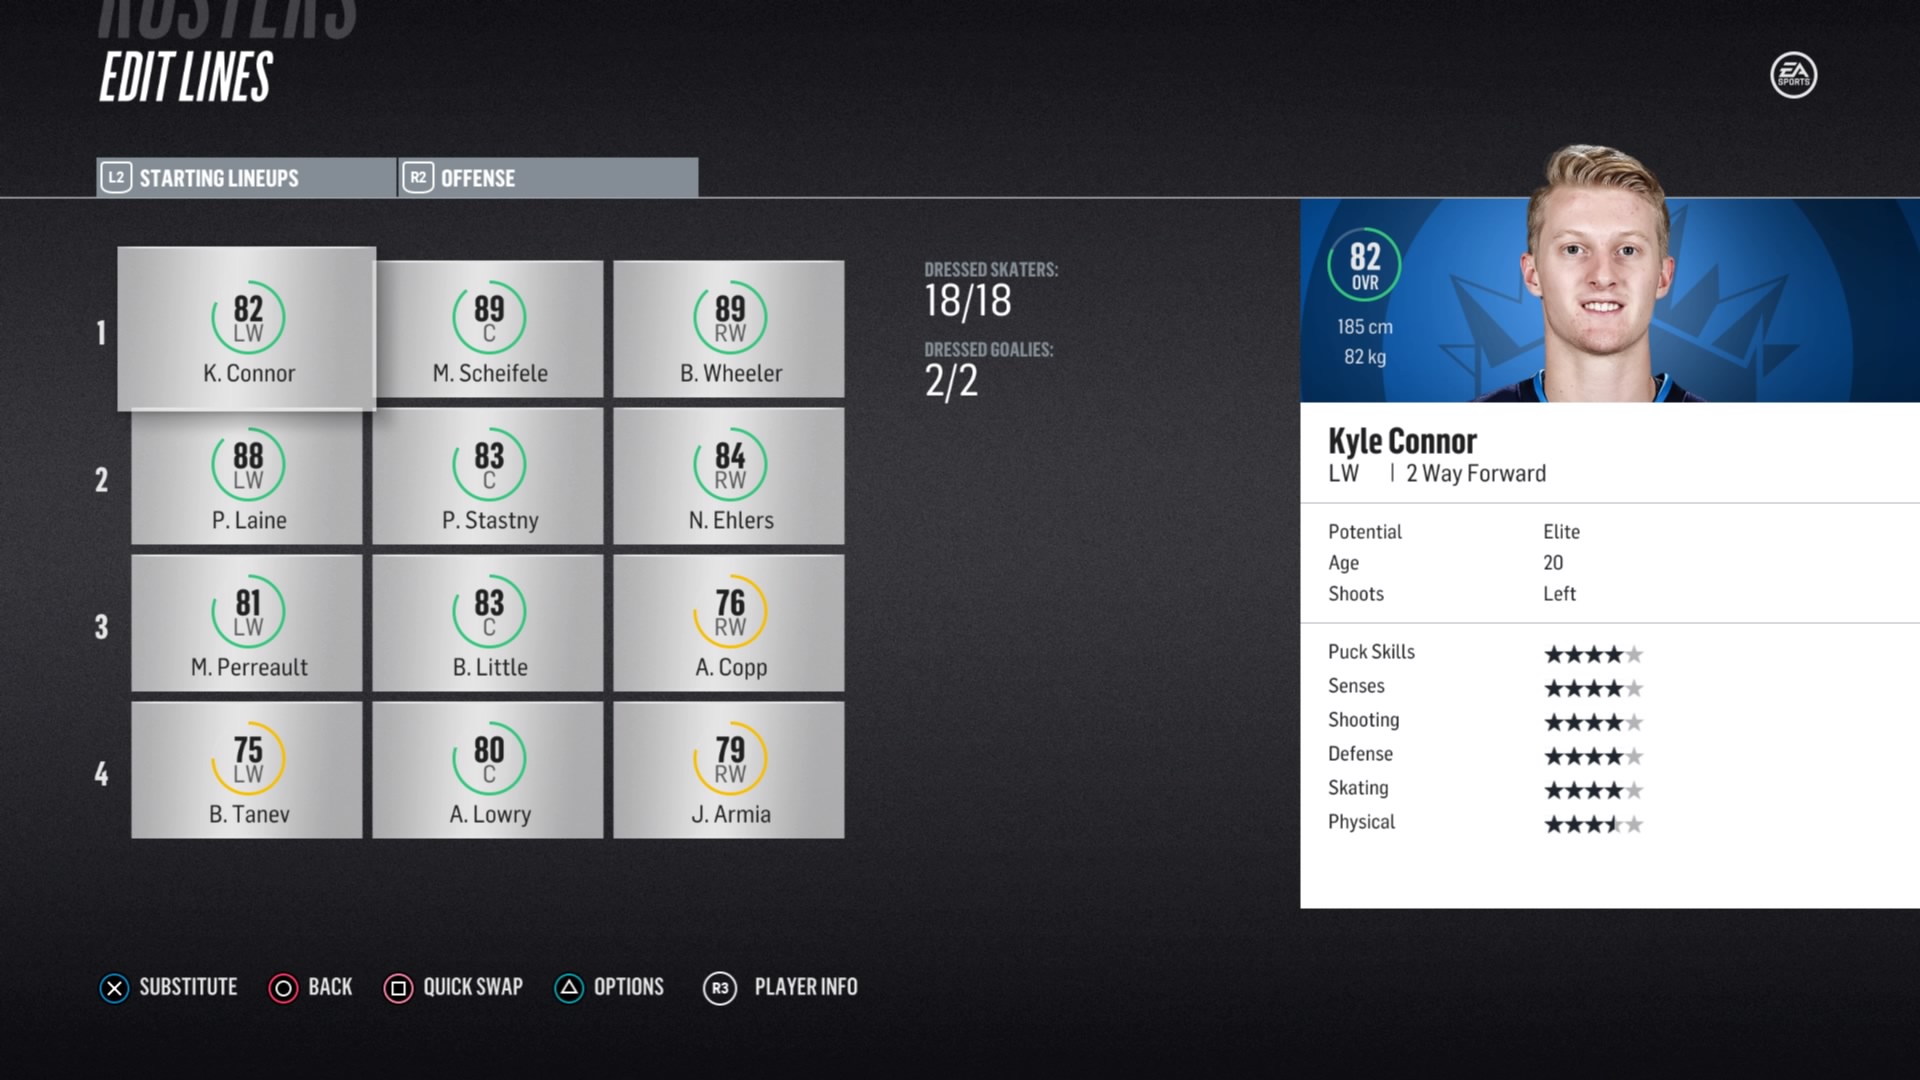 ROSTERS
EDIT LINES
EA
SPORTS
L2 STARTING LINEUPS
R2 OFFENSE
1
82
LW
K. Connor
89
C
M. Scheifele
89
RW
B. Wheeler
2
88
LW
P. Laine
83
C
P. Stastny
84
RW
N. Ehlers
3
81
LW
M. Perreault
83
C
B. Little
76
RW
A. Copp
4
75
LW
B. Tanev
80
C
A. Lowry
79
RW
J. Armia
DRESSED SKATERS:
18/18
DRESSED GOALIES:
2/2
82
OVR
185 cm
82 kg
Kyle Connor
LW | 2 Way Forward
Potential Elite
Age 20
Shoots Left
Puck Skills
Senses
Shooting
Defense
Skating
Physical
SUBSTITUTE BACK QUICK SWAP OPTIONS R3 PLAYER INFO